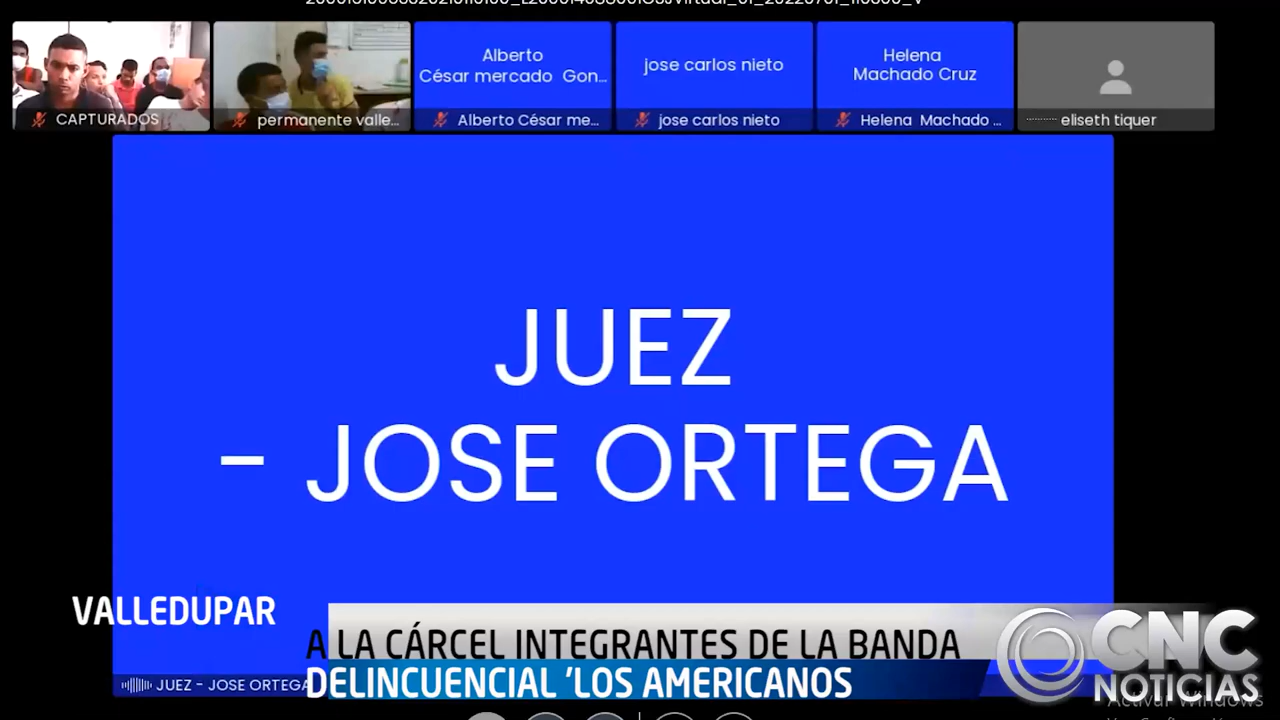 CAPTURADOS
permanente valle...
Alberto
César mercado Gon...
Alberto César me...
jose carlos nieto
jose carlos nieto
Helena
Machado Cruz
Helena Machado ...
eliseth tiquer
JUEZ
- JOSE ORTEGA
VALLEDUPAR
A LA CÁRCEL INTEGRANTES DE LA BANDA
DELINCUENCIAL 'LOS AMERICANOS
JUEZ - JOSE ORTEGA
CNC
NOTICIAS
Activar Windows